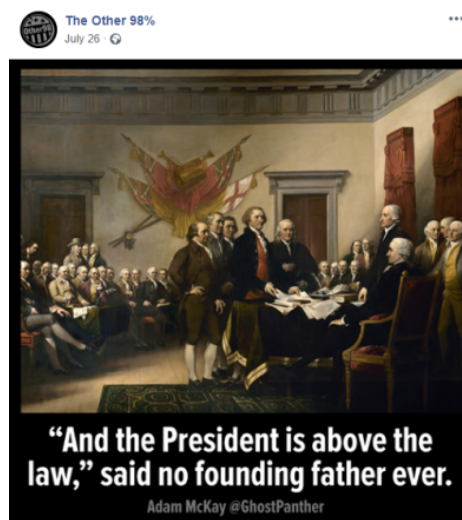 The Other 98%
July 26
Other98
“And the President is above the
law,” said no founding father ever.
Adam McKay @GhostPanther